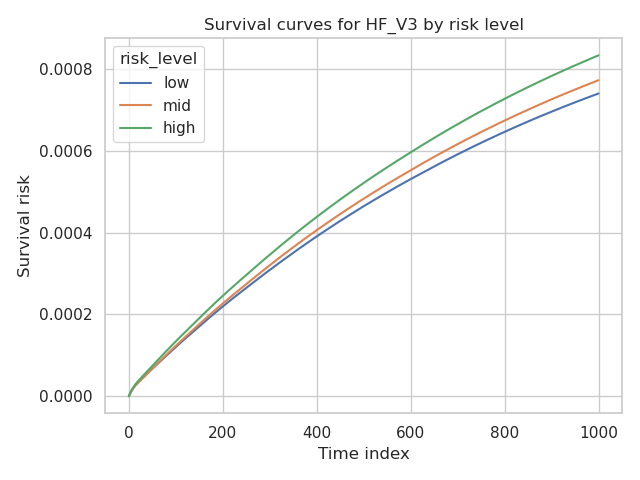 Survival curves for HF_V3 by risk level
risk_level
low
mid
high
Survival risk
0.0008
0.0006
0.0004
0.0002
0.0000
0 200 400 600 800 1000
Time index